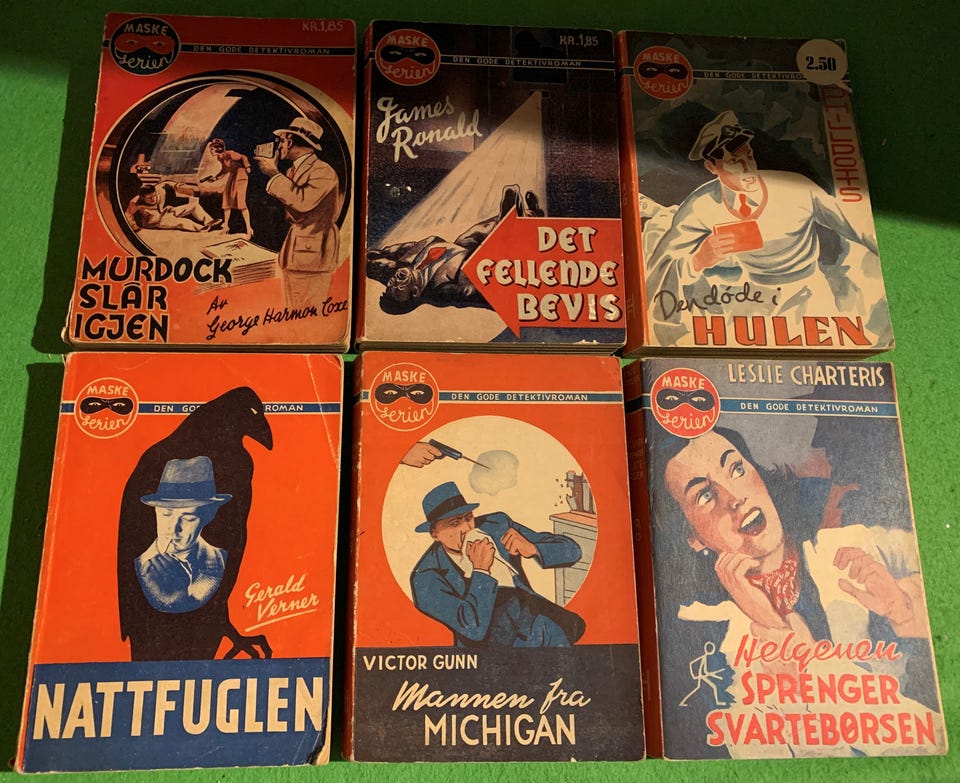 MASKE
serien
KR.1,85
DEN GODE DETEKTIVROMAN
MURDOCK
SLÅR
IGJEN
Av
George Harmon Coxe
MASKE
serien
KR.1,85
DEN GODE DETEKTIVROMAN
James
Ronald
DET
FELLENDE
BEVIS
MASKE
serien
DEN GODE
2.50
Den døde i
HULEN
MASKE
serien
DEN GODE DETEKTIVROMAN
Gerald
Verner
NATTFUGLEN
MASKE
serien
DEN GODE DETEKTIVROMAN
VICTOR GUNN
Mannen fra
MICHIGAN
LESLIE CHARTERIS
MASKE
serien
DEN GODE DETEKTIVROMAN
Helgenen
SPRENGER
SVARTEBØRSEN